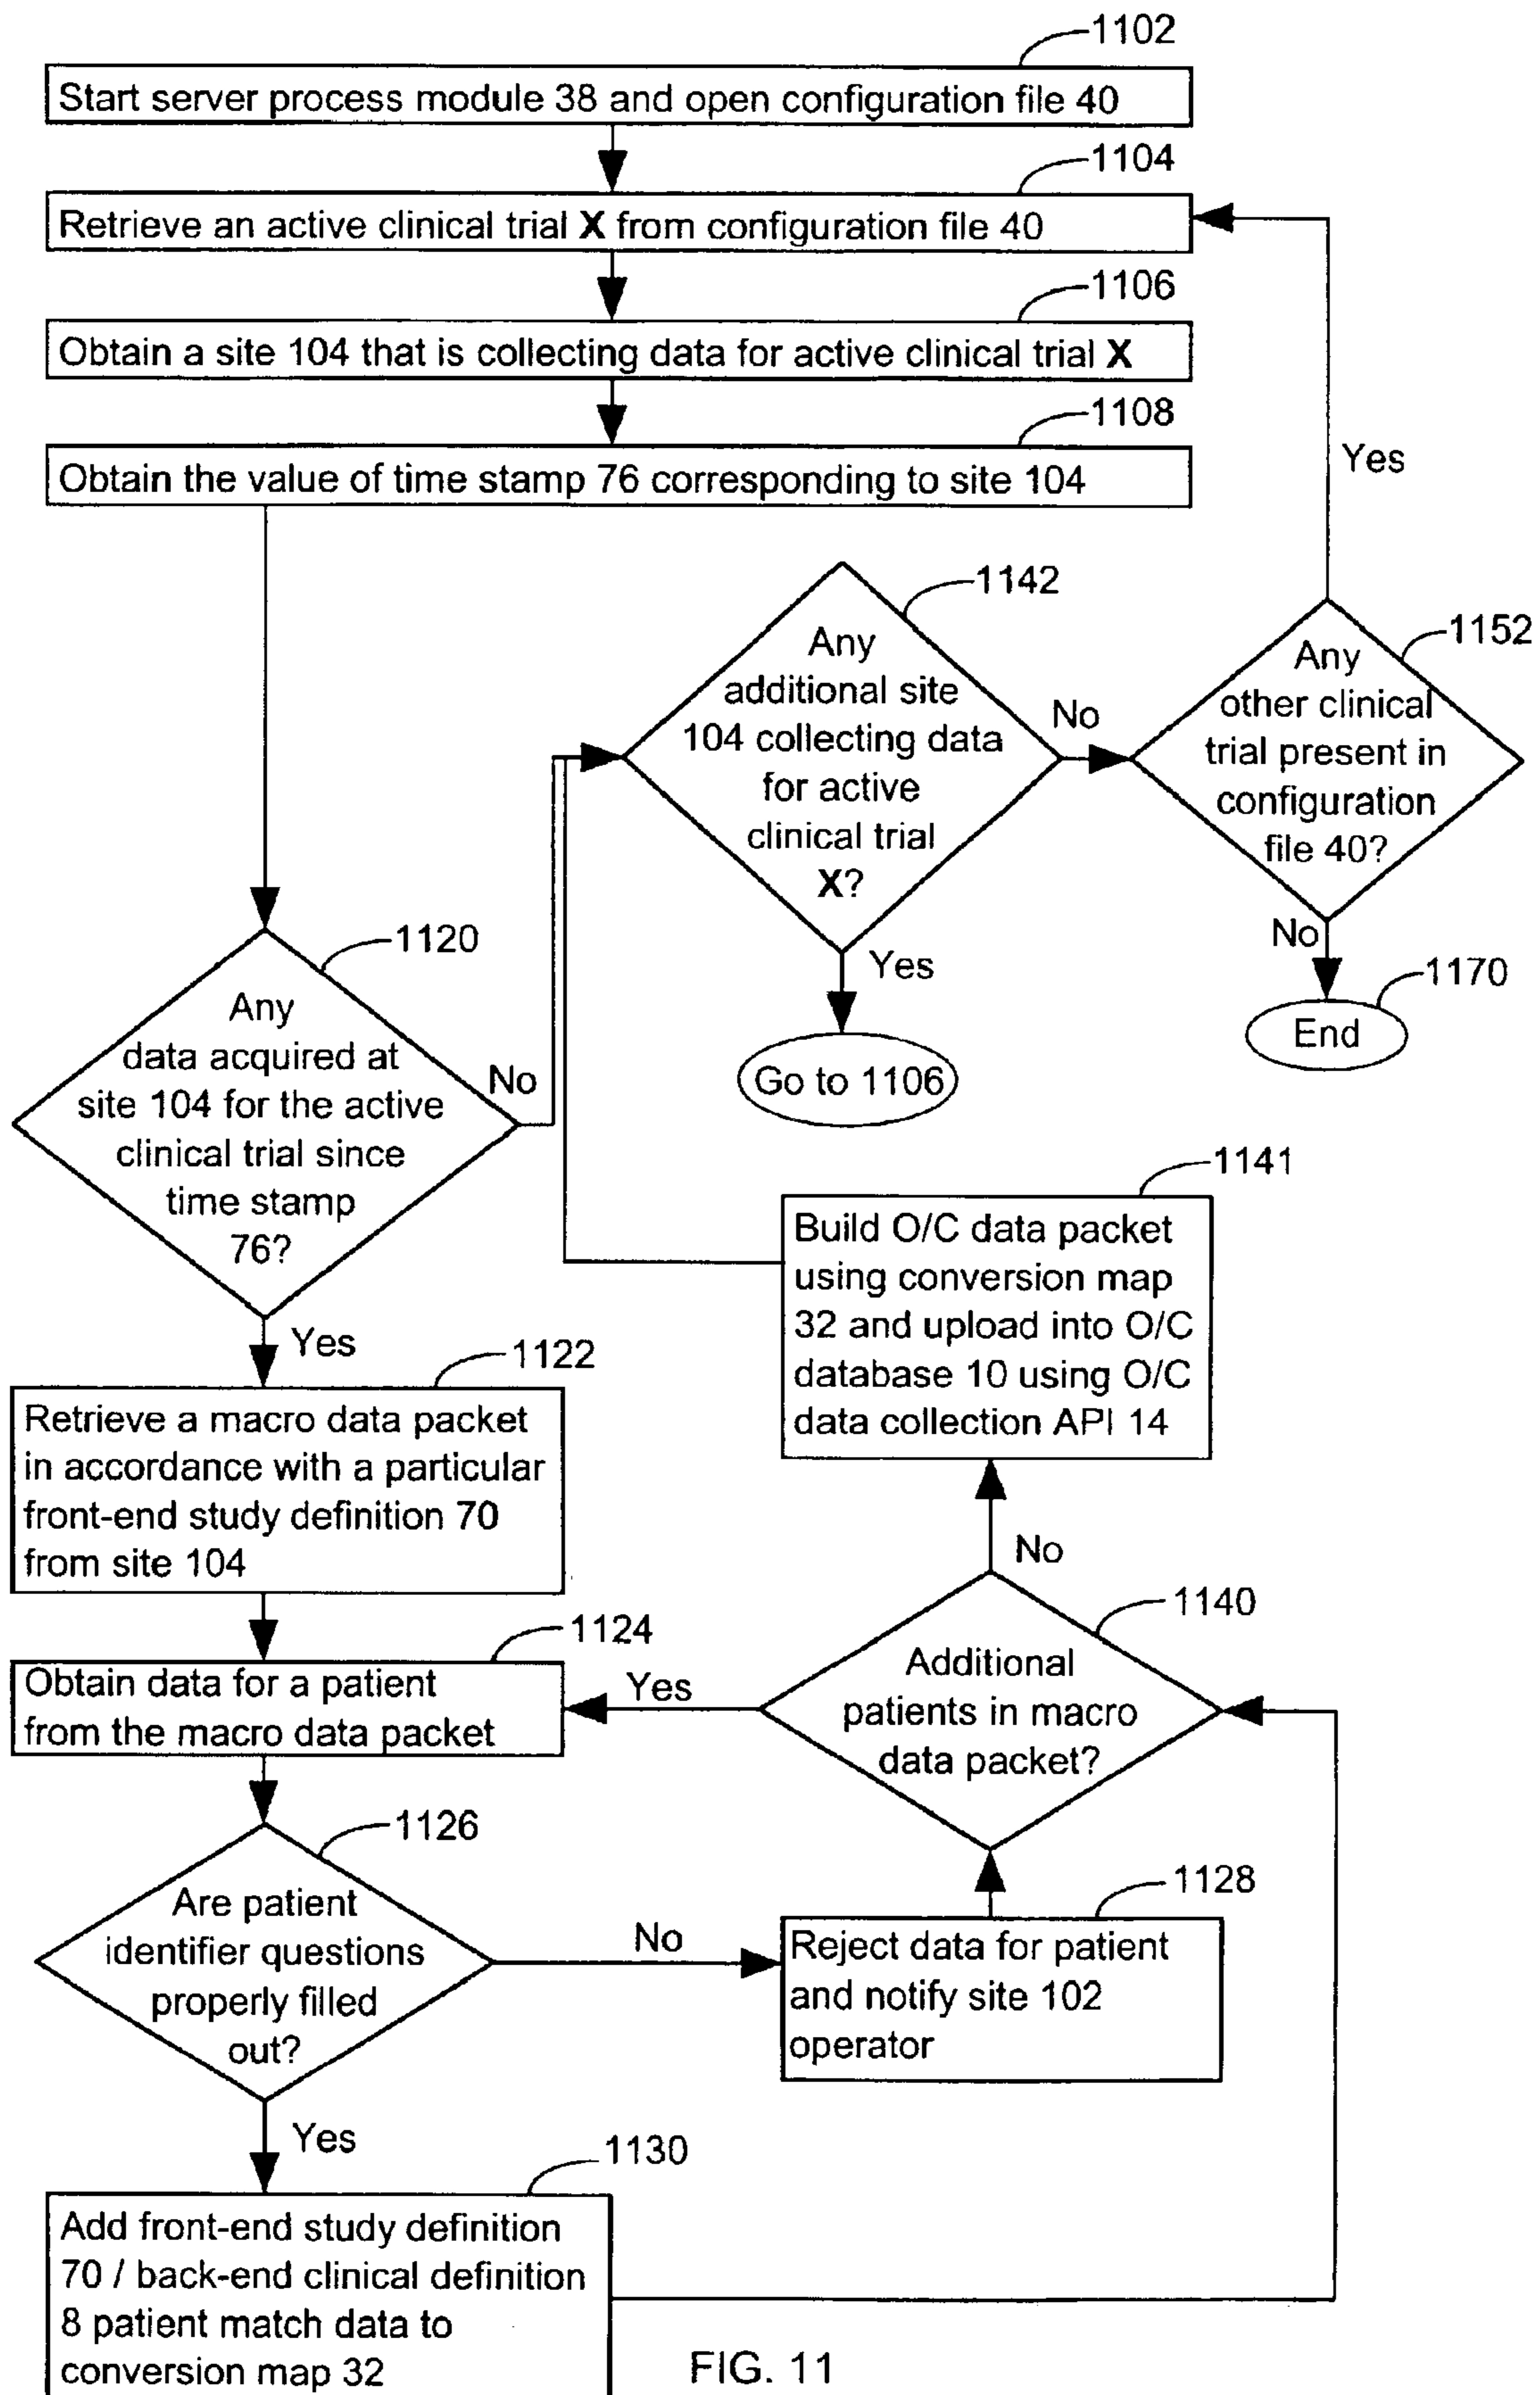 1102
Start server process module 38 and open configuration file 40
1104
Retrieve an active clinical trial X from configuration file 40
1106
Obtain a site 104 that is collecting data for active clinical trial X
1108
Obtain the value of time stamp 76 corresponding to site 104
Yes
1142
Any
additional site
104 collecting data
for active
clinical trial
X?
No
1152
Any
other clinical
trial present in
configuration
file 40?
Yes
No
Go to 1106
1170
End
1120
Any
data acquired at
site 104 for the active
clinical trial since
time stamp
76?
No
Yes
1141
Build O/C data packet
using conversion map
32 and upload into O/C
database 10 using O/C
data collection API 14
1122
Retrieve a macro data packet
in accordance with a particular
front-end study definition 70
from site 104
No
1124
Obtain data for a patient
from the macro data packet
Yes
1140
Additional
patients in macro
data packet?
1126
Are patient
identifier questions
properly filled
out?
No
1128
Reject data for patient
and notify site 102
operator
Yes
1130
Add front-end study definition
70 / back-end clinical definition
8 patient match data to
conversion map 32
FIG. 11